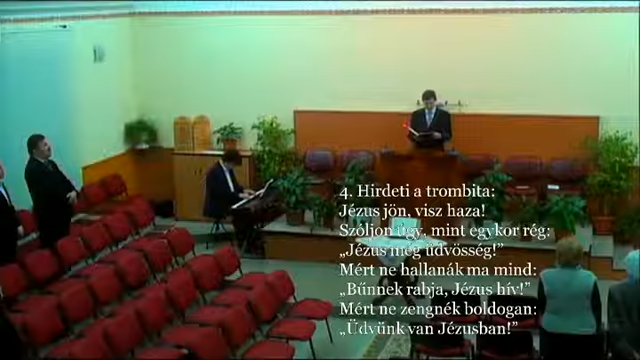 4. Hirdeti a trombita:
Jézus jön, visz haza!
Szóljon úgy, mint egykor rég:
„Jézus még üdvösség!”
Mért ne hallanák ma mind:
„Bűnnek rabja, Jézus hív!”
Mért ne zengnék boldogan:
„Üdvünk van Jézusban!”